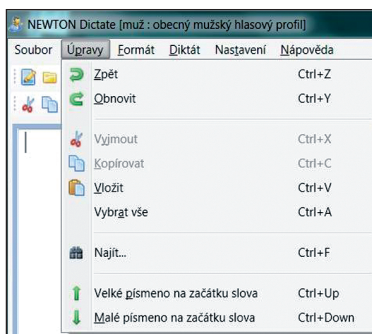 NEWTON Dictate [muž : obecný mužský hlasový profil]
Soubor Úpravy Formát Diktát Nastavení Nápověda
Zpět Ctrl+Z
Obnovit Ctrl+Y
Vyjmout Ctrl+X
Kopírovat Ctrl+C
Vložit Ctrl+V
Vybrat vše Ctrl+A
Najít... Ctrl+F
Velké písmeno na začátku slova Ctrl+Up
Malé písmeno na začátku slova Ctrl+Down